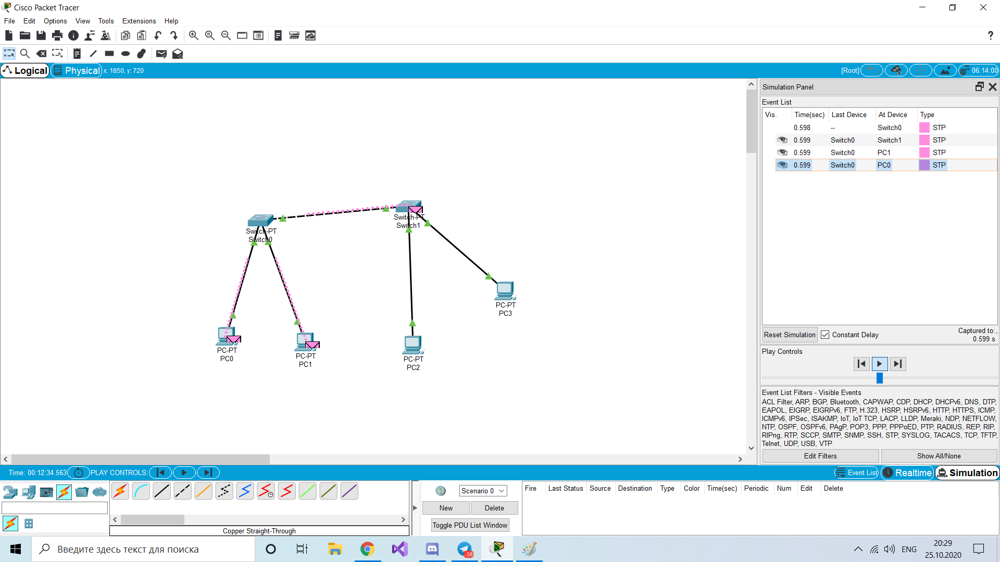 Cisco Packet Tracer
File Edit Options View Tools Extensions Help
Logical Physical x: 1850, y: 720 [Root] 06:14:00
Simulation Panel
Event List
Vis. Time(sec) Last Device At Device Type
0.598 -- Switch0 STP
0.599 Switch0 Switch1 STP
0.599 Switch0 PC1 STP
0.599 Switch0 PC0 STP
Switch-PT
Switch1
Switch-PT
Switch0
PC-PT
PC3
PC-PT
PC0
PC-PT
PC1
PC-PT
PC2
Reset Simulation Constant Delay Captured to:
0.599 s
Play Controls
Event List Filters - Visible Events
ACL Filter, ARP, BGP, Bluetooth, CAPWAP, CDP, DHCP, DHCPv6, DNS, DTP,
EAPOL, EIGRP, EIGRPv6, FTP, H.323, HSRP, HSRPv6, HTTP, HTTPS, ICMP,
ICMPv6, IPSec, ISAKMP, IoT, IoT TCP, LACP, LLDP, Meraki, NDP, NETFLOW,
NTP, OSPF, OSPFv6, PAgP, POP3, PPP, PPPoED, PTP, RADIUS, REP, RIP,
RIPng, RTP, SCCP, SMTP, SNMP, SSH, STP, SYSLOG, TACACS, TCP, TFTP,
Telnet, UDP, USB, VTP
Edit Filters Show All/None
Time: 00:12:34.563 PLAY CONTROLS: Event List Realtime Simulation
Scenario 0
New Delete
Toggle PDU List Window
Fire Last Status Source Destination Type Color Time(sec) Periodic Num Edit Delete
Copper Straight-Through
Введите здесь текст для поиска
58
ENG
20:29
25.10.2020